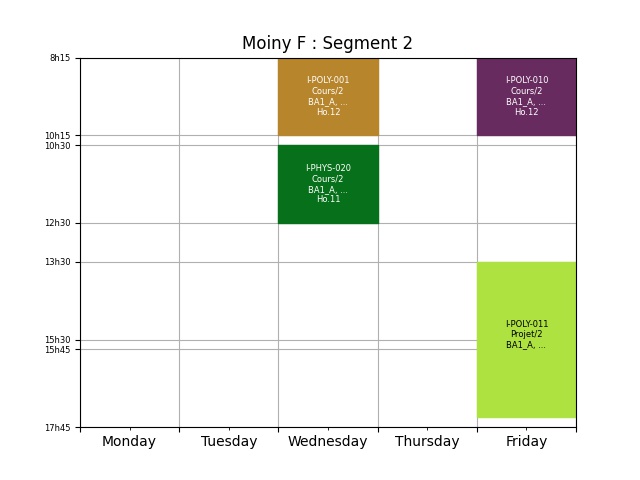 Moiny F : Segment 2
8h15
10h15
10h30
12h30
13h30
15h30
15h45
17h45
I-POLY-001
Cours/2
BA1_A, ...
Ho.12
I-PHYS-020
Cours/2
BA1_A, ...
Ho.11
I-POLY-010
Cours/2
BA1_A, ...
Ho.12
I-POLY-011
Projet/2
BA1_A, ...
Monday
Tuesday
Wednesday
Thursday
Friday